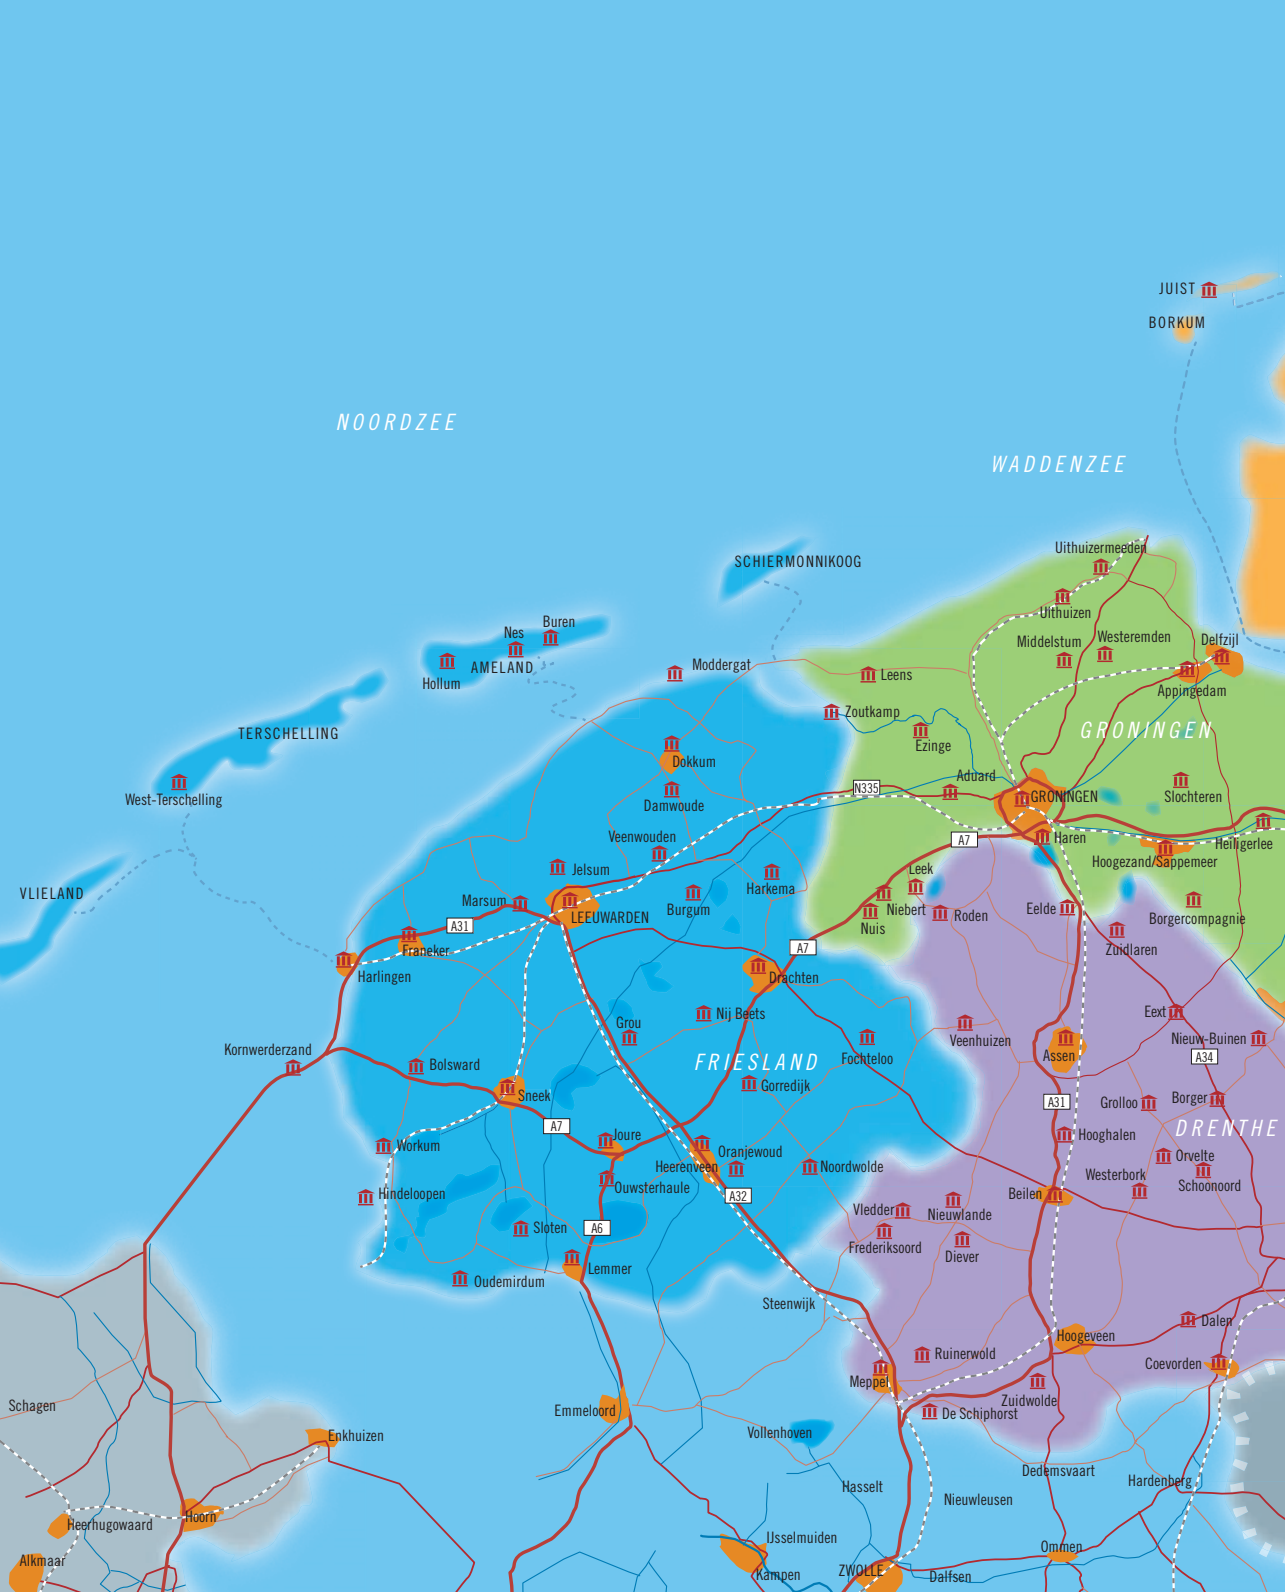 JUIST
BORKUM
NOORDZEE
WADDENZEE
Uithuizermeeden
SCHIERMONNIKOOG
Uithuizen
Buren
Nes
Middelstum
Westeremden
Delfzijl
AMELAND
Moddergat
Hollum
Leens
Appingedam
Zoutkamp
TERSCHELLING
GRONINGEN
Ezinge
Dokkum
Aduard
West-Terschelling
N335
GRONINGEN
Slochteren
Damwoude
Veenwouden
A7
Haren
Heiligerlee
Hoogezand/Sappemeer
Jelsum
Leek
Harkema
VLIELAND
Marsum
Burgum
Niebert
Roden
Eelde
Borgercompagnie
LEEUWARDEN
A31
Nuis
Franeker
A7
Zuidlaren
Harlingen
Drachten
Nij Beets
Eext
Grou
Veenhuizen
Nieuw-Buinen
Kornwerderzand
Assen
A34
Bolsward
FRIESLAND
Fochteloo
Gorredijk
Sneek
A31
Grolloo
Borger
A7
DRENTHE
Joure
Hooghalen
Workum
Oranjewoud
Orvelte
Heerenveen
Noordwolde
Westerbork
Schoonoord
Ouwsterhaule
Hindeloopen
A32
Beilen
Vledder
Nieuwlande
Sloten
A6
Frederiksoord
Diever
Lemmer
Oudemirdum
Steenwijk
Dalen
Hoogeveen
Ruinerwold
Coevorden
Meppel
Schagen
Zuidwolde
Emmeloord
De Schiphorst
Enkhuizen
Vollenhoven
Dedemsvaart
Hardenberg
Hasselt
Nieuwleusen
Hoorn
Heerhugowaard
IJsselmuiden
Ommen
Alkmaar
Kampen
ZWOLLE
Dalfsen